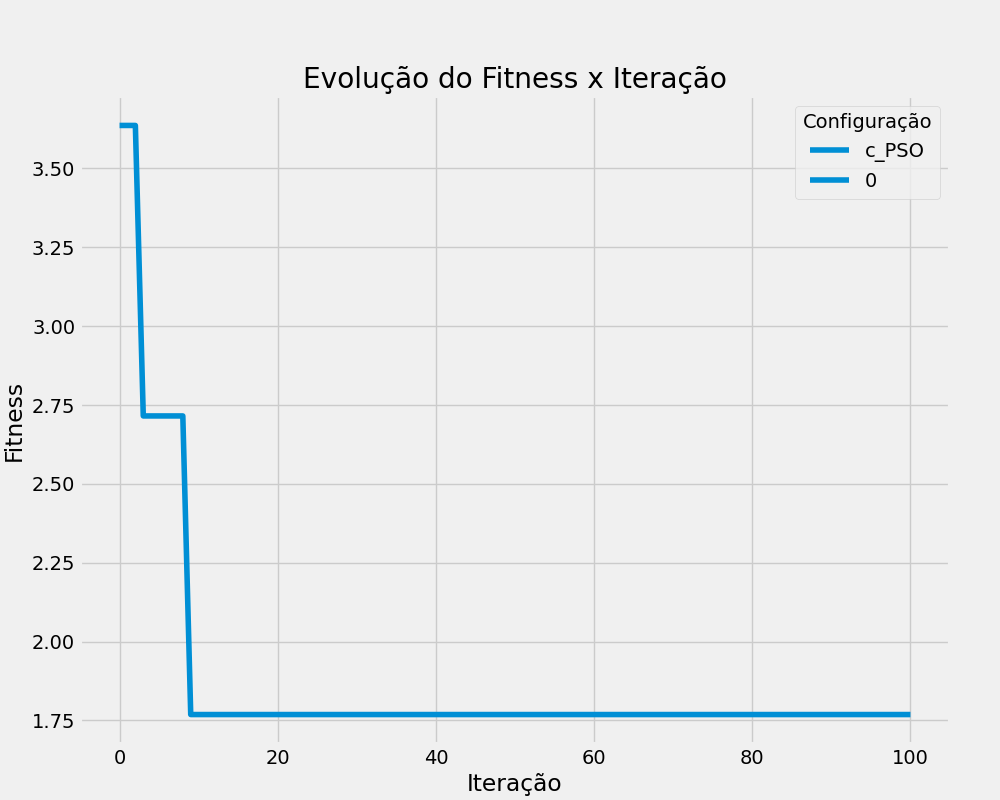 Evolução do Fitness x Iteração
Configuração
c_PSO
0
Fitness
3.50
3.25
3.00
2.75
2.50
2.25
2.00
1.75
0 20 40 60 80 100
Iteração